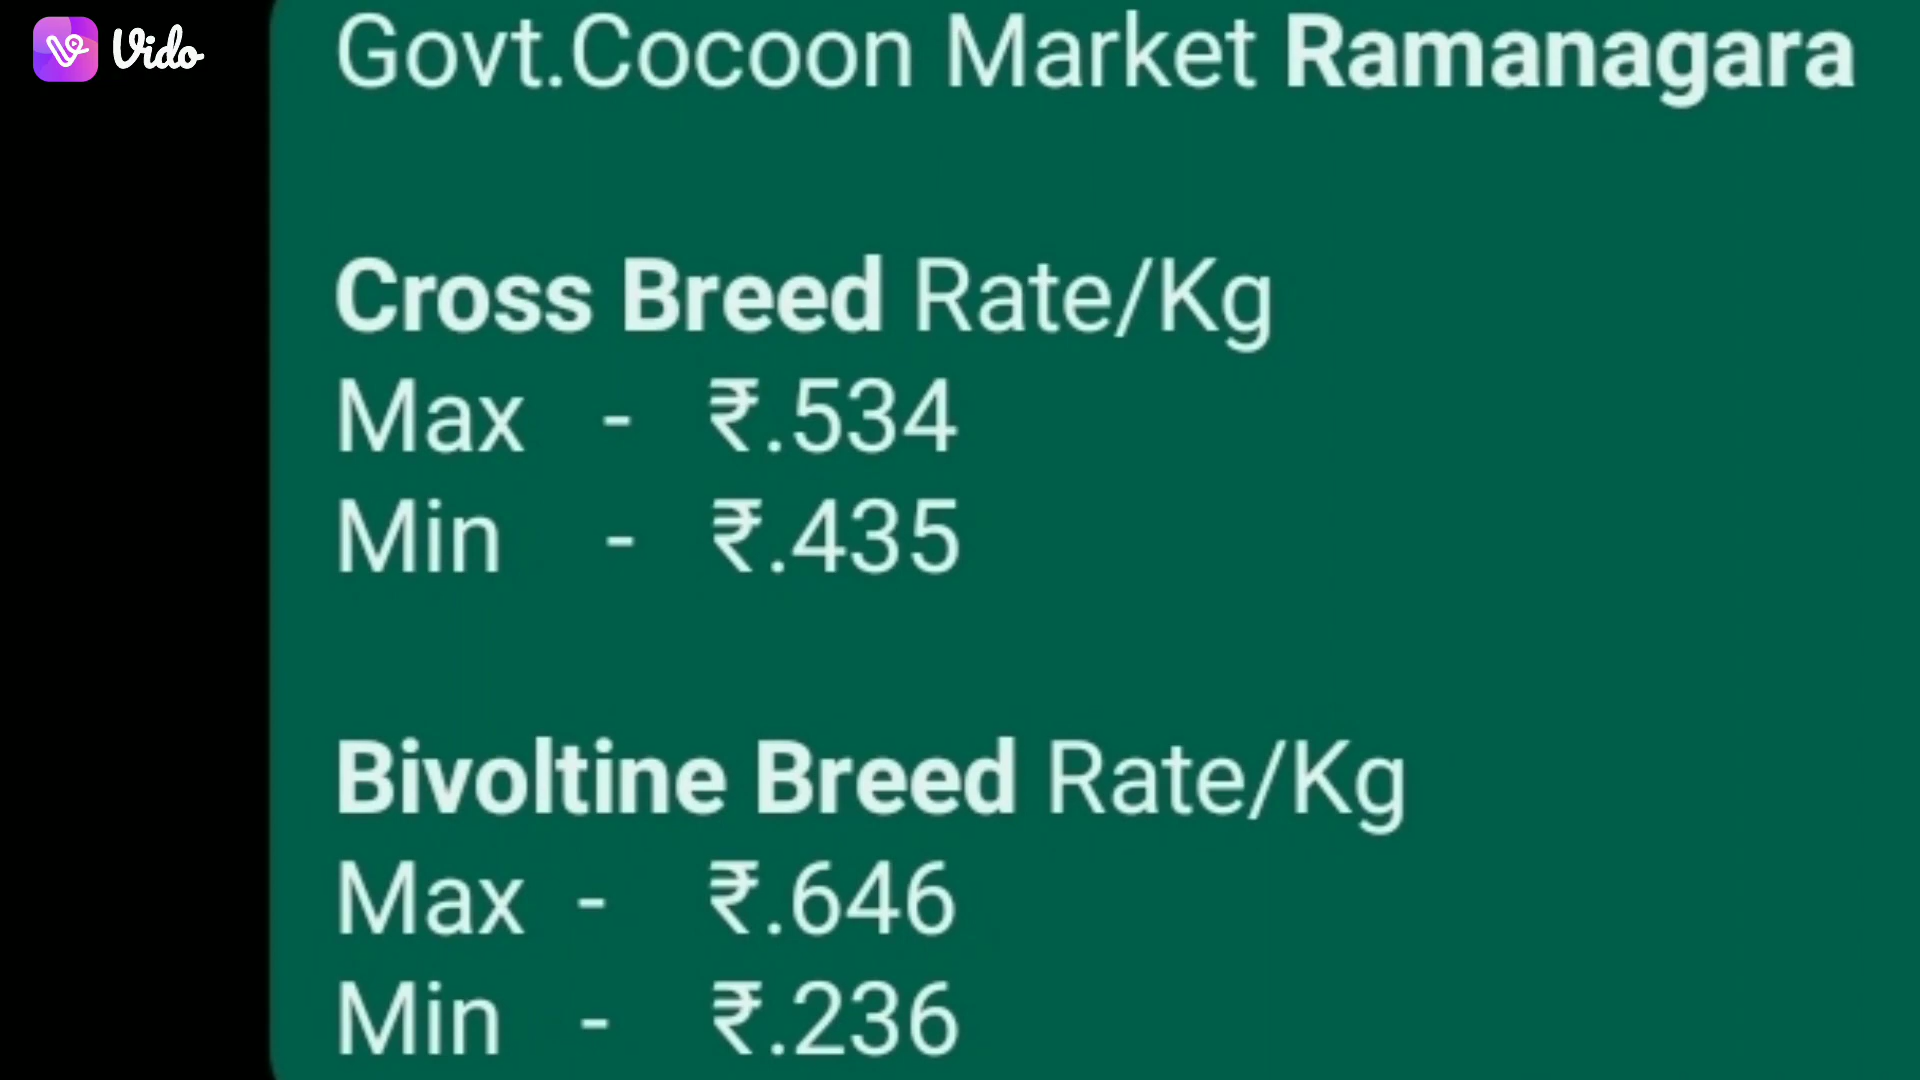 Vido
Govt.Cocoon Market Ramanagara
Cross Breed Rate/Kg
Max - ₹.534
Min - ₹.435
Bivoltine Breed Rate/Kg
Max - ₹.646
Min - ₹.236